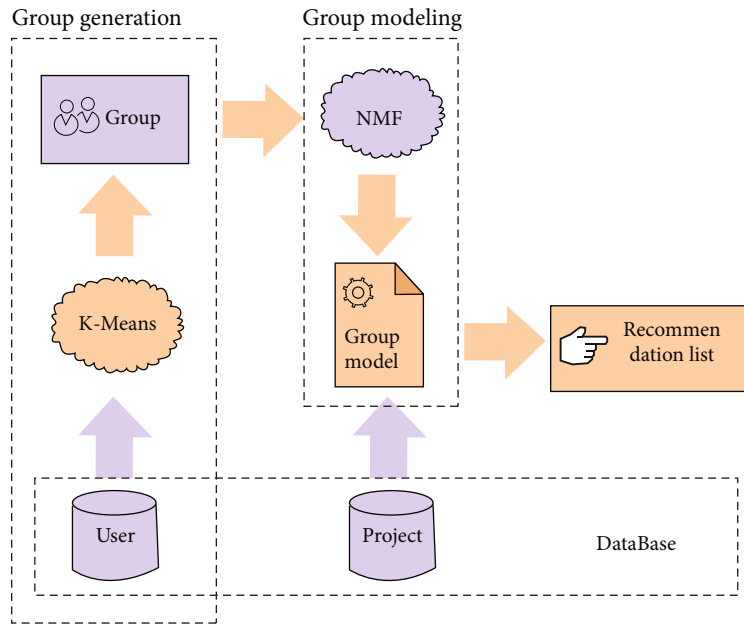 Group generation
Group modeling
Group
NMF
K-Means
Group
model
Recommen
dation list
User
Project
DataBase